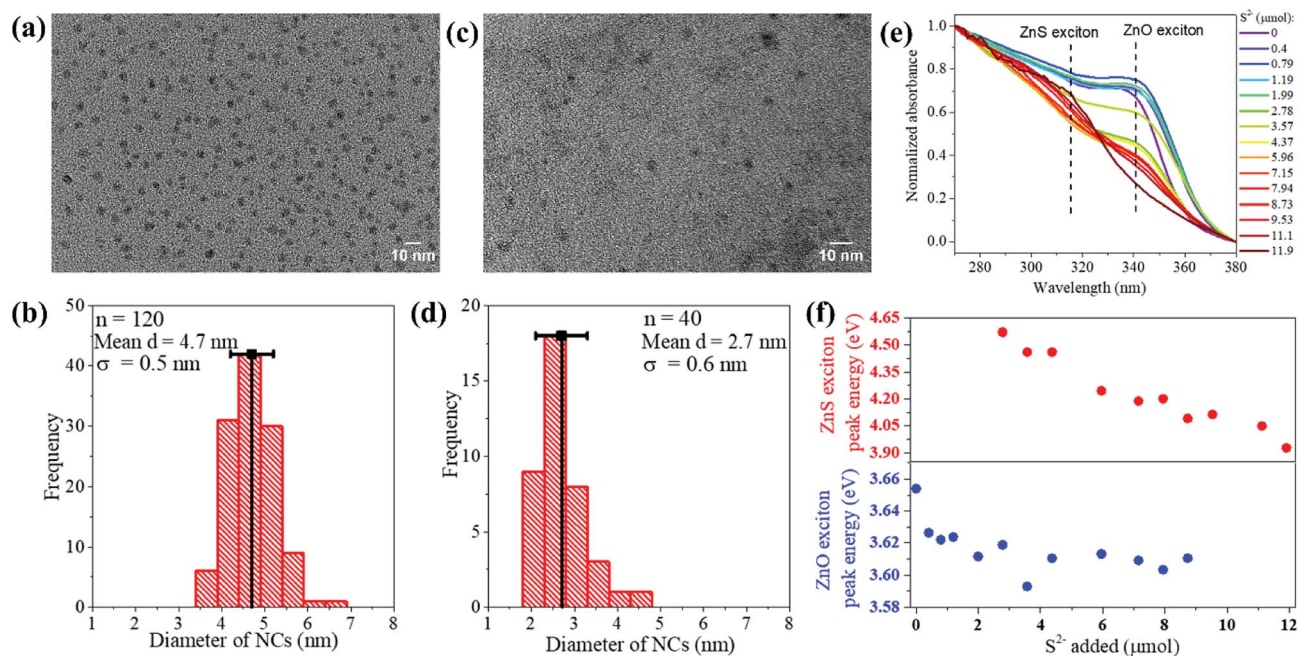 (a)
10 nm
(c)
10 nm
(e)
ZnS exciton
ZnO exciton
Normalized absorbance
1.0
0.8
0.6
0.4
0.2
0.0
280
300
320
340
360
380
Wavelength (nm)
S²⁻ (μmol):
0
0.4
0.79
1.19
1.99
2.78
3.57
4.37
5.96
7.15
7.94
8.73
9.53
11.1
11.9
(b)
n = 120
Mean d = 4.7 nm
σ = 0.5 nm
Frequency
50
40
30
20
10
0
1
2
3
4
5
6
7
8
Diameter of NCs (nm)
(d)
n = 40
Mean d = 2.7 nm
σ = 0.6 nm
Frequency
20
15
10
5
0
1
2
3
4
5
6
7
8
Diameter of NCs (nm)
(f)
ZnS exciton
peak energy (eV)
4.65
4.50
4.35
4.20
4.05
3.90
ZnO exciton
peak energy (eV)
3.66
3.64
3.62
3.60
3.58
0
2
4
6
8
10
12
S²⁻ added (μmol)